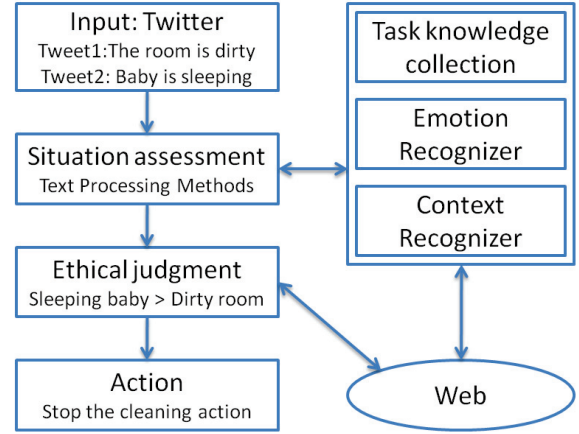 Input: Twitter
Tweet1:The room is dirty
Tweet2: Baby is sleeping
Situation assessment
Text Processing Methods
Ethical judgment
Sleeping baby > Dirty room
Action
Stop the cleaning action
Task knowledge
collection
Emotion
Recognizer
Context
Recognizer
Web